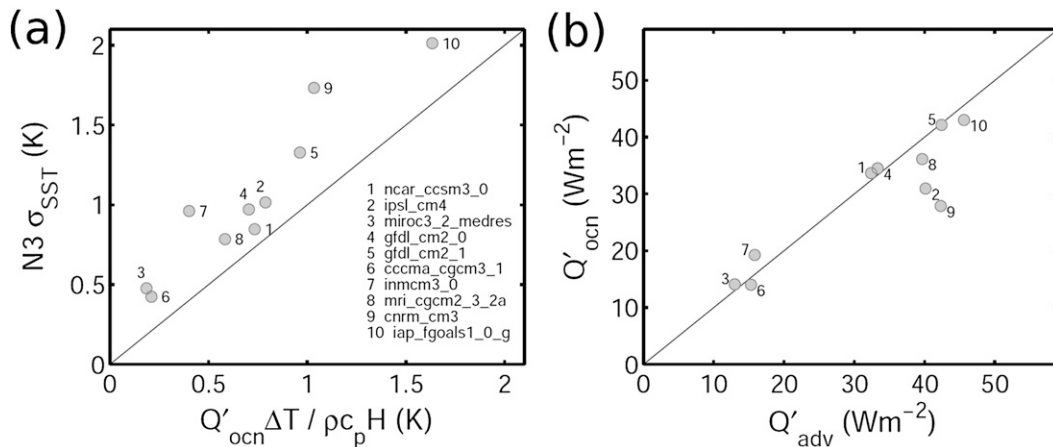 (a)
N3 σSST (K)
2
1.5
1
0.5
0
0 0.5 1 1.5 2
Q′ocnΔT / ρcpH (K)
10
9
5
2
4
7
1
8
3
6
1 ncar_ccsm3_0
2 ipsl_cm4
3 miroc3_2_medres
4 gfdl_cm2_0
5 gfdl_cm2_1
6 cccma_cgcm3_1
7 inmcm3_0
8 mri_cgcm2_3_2a
9 cnrm_cm3
10 iap_fgoals1_0_g
(b)
Q′ocn (Wm−2)
50
40
30
20
10
0
0 10 20 30 40 50
Q′adv (Wm−2)
5
10
1
4
8
2
9
7
3
6